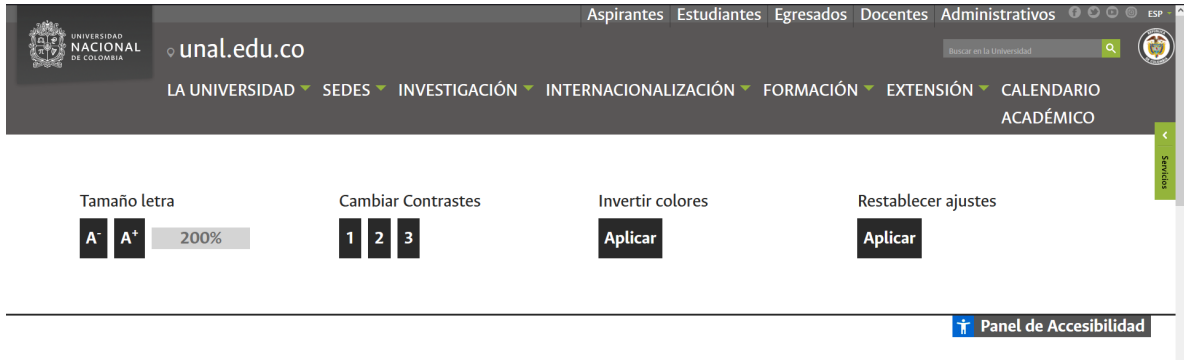 Aspirantes Estudiantes Egresados Docentes Administrativos ESP
UNIVERSIDAD
NACIONAL
DE COLOMBIA
unal.edu.co
Buscar en la Universidad
LA UNIVERSIDAD SEDES INVESTIGACIÓN INTERNACIONALIZACIÓN FORMACIÓN EXTENSIÓN CALENDARIO
ACADÉMICO
Servicios
Tamaño letra Cambiar Contrastes Invertir colores Restablecer ajustes
A- A+ 200% 1 2 3 Aplicar Aplicar
Panel de Accesibilidad